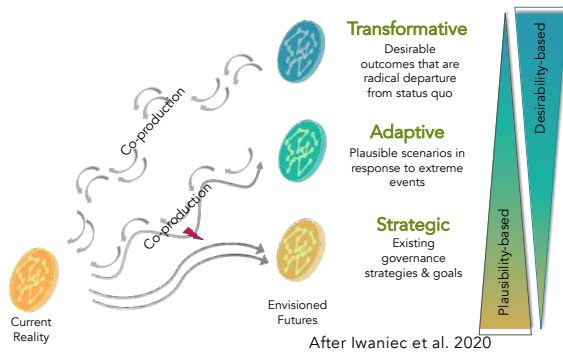 Transformative
Desirable
outcomes that are
radical departure
from status quo
Co-production
Adaptive
Plausible scenarios in
response to extreme
events
Co-production
Strategic
Existing
governance
strategies & goals
Current
Reality
Envisioned
Futures
Plausibility-based
Desirability-based
After Iwaniec et al. 2020